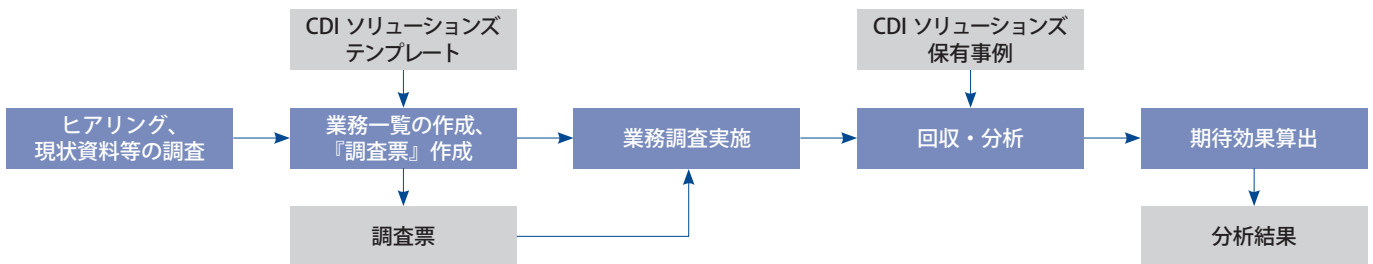 CDI ソリューションズ
テンプレート
CDI ソリューションズ
保有事例
ヒアリング、
現状資料等の調査
業務一覧の作成、
『調査票』作成
業務調査実施
回収・分析
期待効果算出
調査票
分析結果